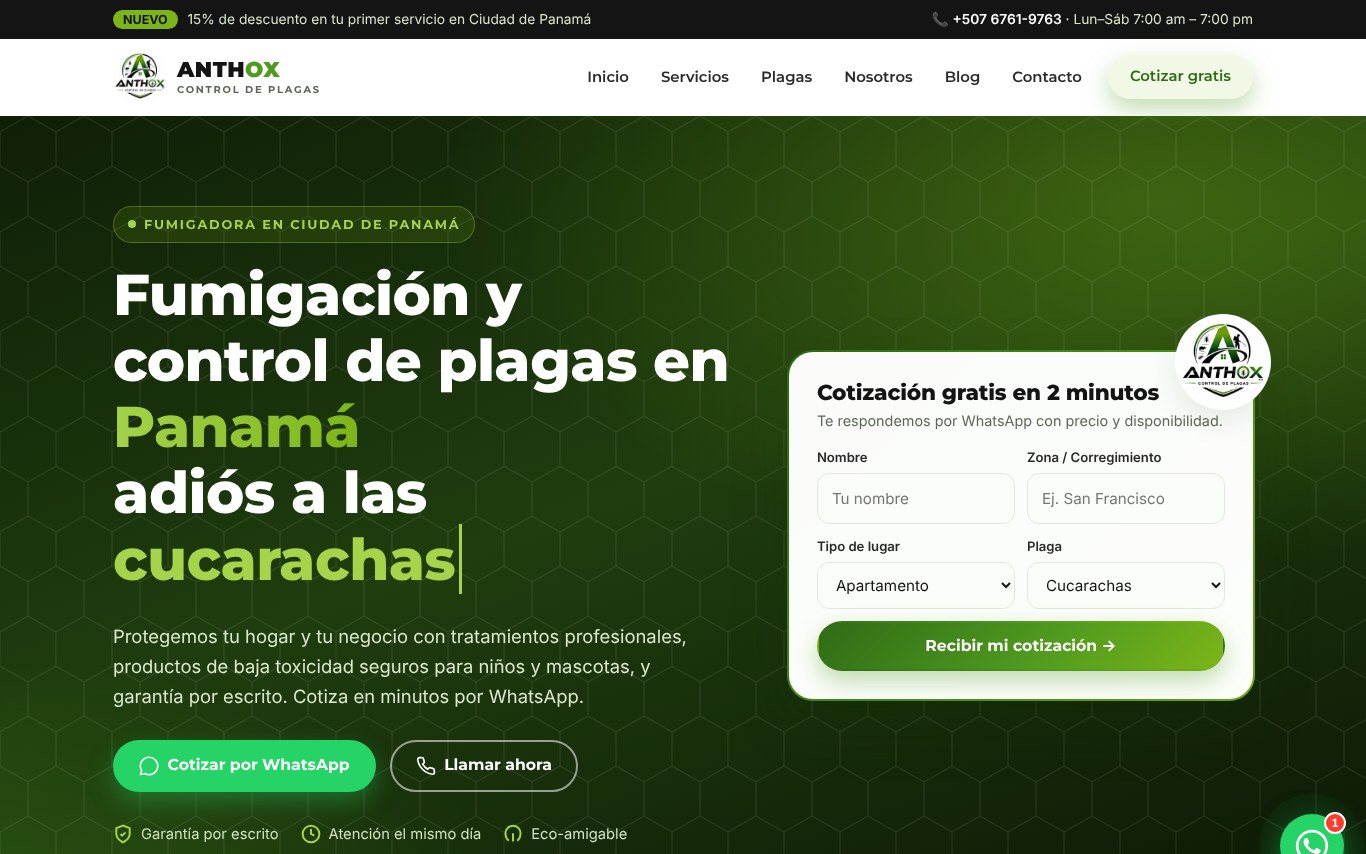 NUEVO 15% de descuento en tu primer servicio en Ciudad de Panamá
+507 6761-9763 · Lun–Sáb 7:00 am – 7:00 pm
ANTHOX
CONTROL DE PLAGAS
ANTHOX
CONTROL DE PLAGAS
Inicio
Servicios
Plagas
Nosotros
Blog
Contacto
Cotizar gratis
FUMIGADORA EN CIUDAD DE PANAMÁ
Fumigación y
control de plagas en
Panamá
adiós a las
cucarachas
Protegemos tu hogar y tu negocio con tratamientos profesionales,
productos de baja toxicidad seguros para niños y mascotas, y
garantía por escrito. Cotiza en minutos por WhatsApp.
Cotizar por WhatsApp
Llamar ahora
Garantía por escrito
Atención el mismo día
Eco-amigable
ANTHOX
CONTROL DE PLAGAS
Cotización gratis en 2 minutos
Te respondemos por WhatsApp con precio y disponibilidad.
Nombre
Zona / Corregimiento
Tu nombre
Ej. San Francisco
Tipo de lugar
Plaga
Apartamento
Cucarachas
Recibir mi cotización →
1